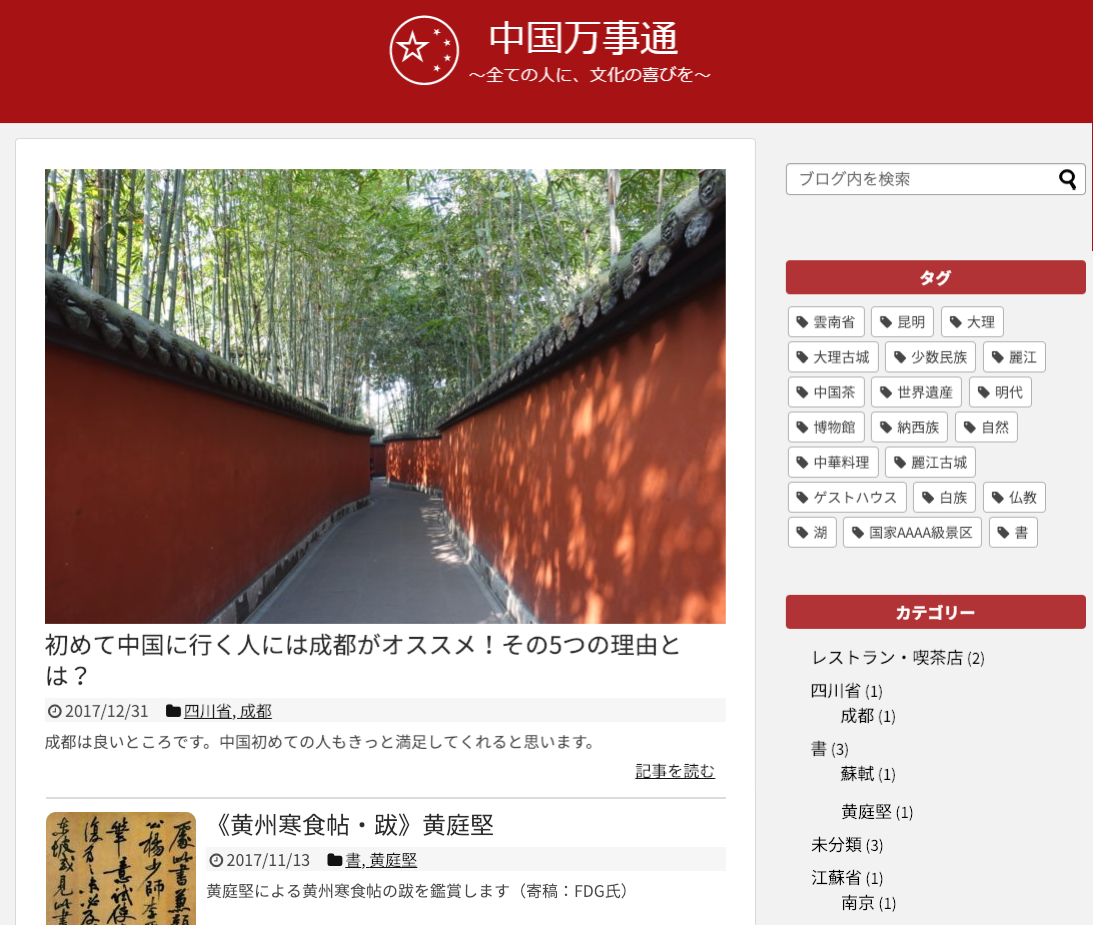 中国万事通
～全ての人に、文化の喜びを～
ブログ内を検索
初めて中国に行く人には成都がオススメ！その5つの理由と
は？
2017/12/31 四川省, 成都
成都は良いところです。中国初めての人もきっと満足してくれると思います。
記事を読む
《黄州寒食帖・跋》黄庭堅
2017/11/13 書, 黄庭堅
黄庭堅による黄州寒食帖の跋を鑑賞します（寄稿：FDG氏）
タグ
雲南省 昆明 大理
大理古城 少数民族 麗江
中国茶 世界遺産 明代
博物館 納西族 自然
中華料理 麗江古城
ゲストハウス 白族 仏教
湖 国家AAAA級景区 書
カテゴリー
レストラン・喫茶店 (2)
四川省 (1)
成都 (1)
書 (3)
蘇軾 (1)
黄庭堅 (1)
未分類 (3)
江蘇省 (1)
南京 (1)